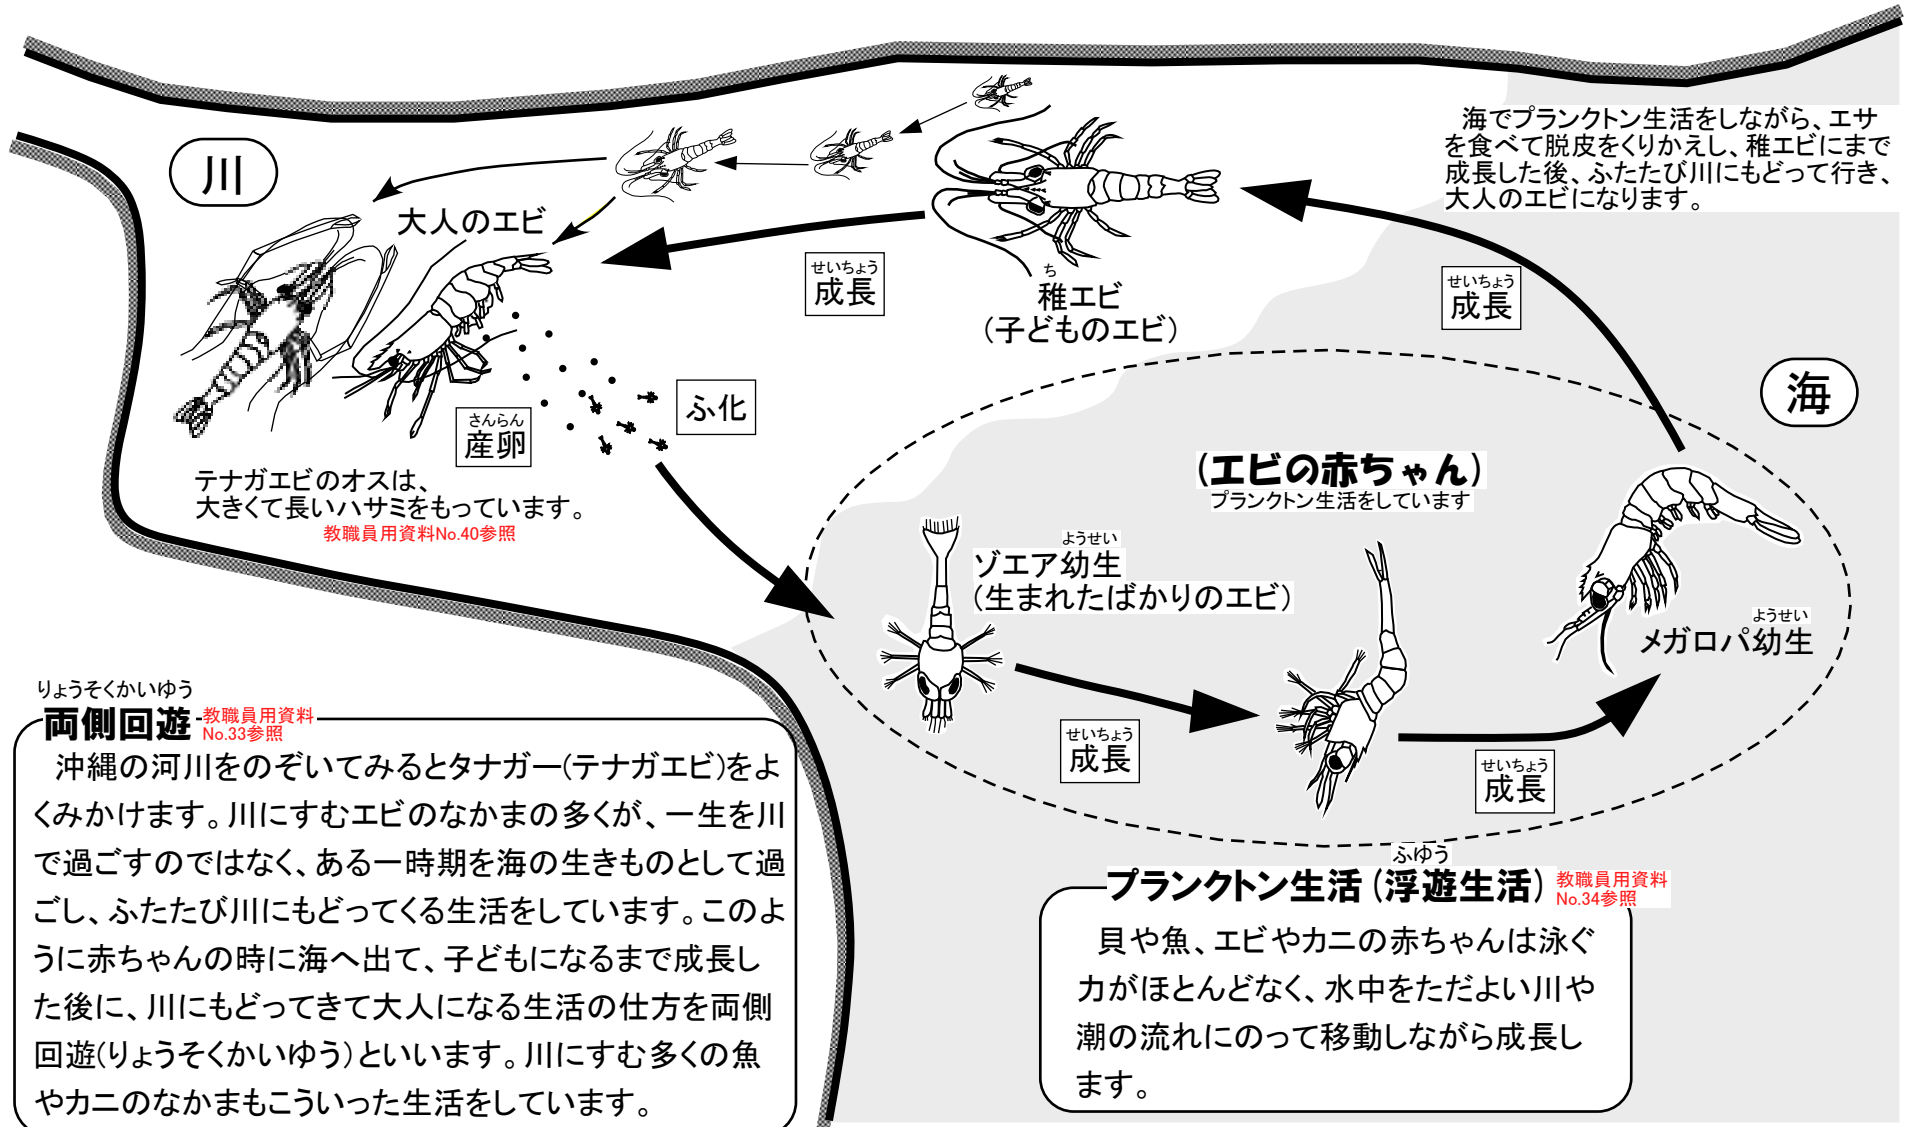 川
大人のエビ
海でプランクトン生活をしながら、エサ
を食べて脱皮をくりかえし、稚エビにまで
成長した後、ふたたび川にもどって行き、
大人のエビになります。
せいちょう
成長
ち
稚エビ
(子どものエビ)
せいちょう
成長
海
ふ化
さんらん
産卵
テナガエビのオスは、
大きくて長いハサミをもっています。
教職員用資料No.40参照
(エビの赤ちゃん)
プランクトン生活をしています
ようせい
ゾエア幼生
(生まれたばかりのエビ)
ようせい
メガロパ幼生
せいちょう
成長
せいちょう
成長
りょうそくかいゆう
両側回遊 教職員用資料
No.33参照
沖縄の河川をのぞいてみるとタナガー(テナガエビ)をよ
くみかけます。川にすむエビのなかまの多くが、一生を川
で過ごすのではなく、ある一時期を海の生きものとして過
ごし、ふたたび川にもどってくる生活をしています。このよ
うに赤ちゃんの時に海へ出て、子どもになるまで成長し
た後に、川にもどってきて大人になる生活の仕方を両側
回遊(りょうそくかいゆう)といいます。川にすむ多くの魚
やカニのなかまもこういった生活をしています。
ふゆう
プランクトン生活(浮遊生活) 教職員用資料
No.34参照
貝や魚、エビやカニの赤ちゃんは泳ぐ
力がほとんどなく、水中をただよい川や
潮の流れにのって移動しながら成長し
ます。